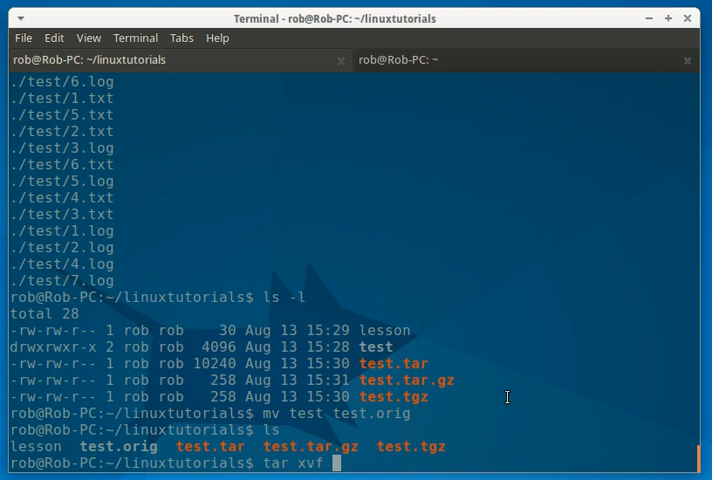 Terminal - rob@Rob-PC: ~/linuxtutorials
File Edit View Terminal Tabs Help
rob@Rob-PC: ~/linuxtutorials rob@Rob-PC: ~
./test/6.log
./test/1.txt
./test/5.txt
./test/2.txt
./test/3.log
./test/6.txt
./test/5.log
./test/4.txt
./test/3.txt
./test/1.log
./test/2.log
./test/4.log
./test/7.log
rob@Rob-PC:~/linuxtutorials$ ls -l
total 28
-rw-rw-r-- 1 rob rob    30 Aug 13 15:29 lesson
drwxrwxr-x 2 rob rob  4096 Aug 13 15:28 test
-rw-rw-r-- 1 rob rob 10240 Aug 13 15:30 test.tar
-rw-rw-r-- 1 rob rob   258 Aug 13 15:31 test.tar.gz
-rw-rw-r-- 1 rob rob   258 Aug 13 15:30 test.tgz
rob@Rob-PC:~/linuxtutorials$ mv test test.orig
rob@Rob-PC:~/linuxtutorials$ ls
lesson  test.orig  test.tar  test.tar.gz  test.tgz
rob@Rob-PC:~/linuxtutorials$ tar xvf